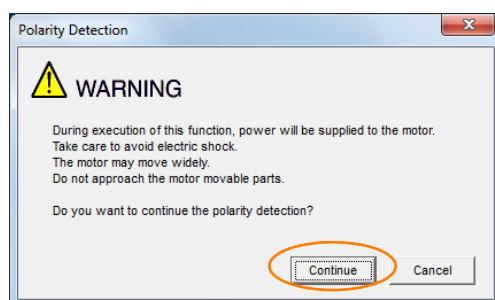 Polarity Detection
WARNING
During execution of this function, power will be supplied to the motor.
Take care to avoid electric shock.
The motor may move widely.
Do not approach the motor movable parts.
Do you want to continue the polarity detection?
Continue Cancel